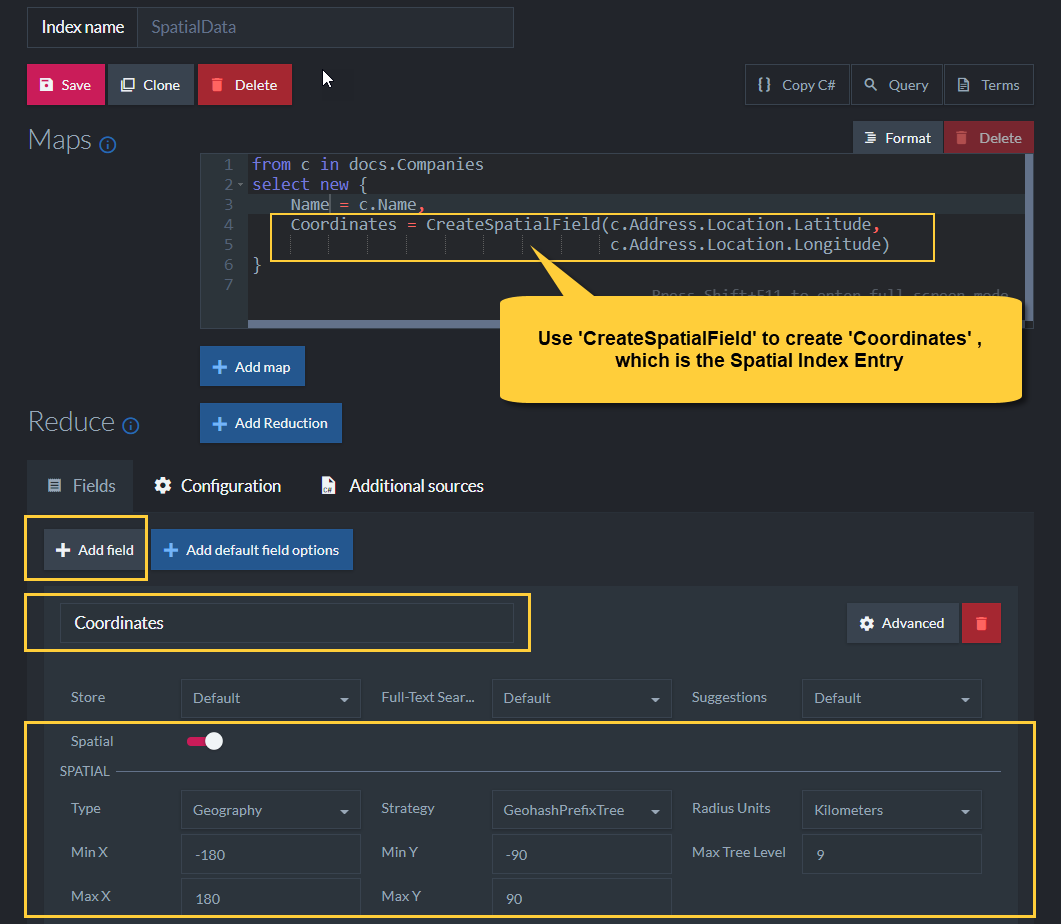 Index name SpatialData
Save Clone Delete { } Copy C# Query Terms
Maps
Format Delete
1 from c in docs.Companies
2 select new {
3 Name = c.Name,
4 Coordinates = CreateSpatialField(c.Address.Location.Latitude,
5 c.Address.Location.Longitude)
6 }
7
Press Shift+F11 to enter full screen mode
Use 'CreateSpatialField' to create 'Coordinates' ,
which is the Spatial Index Entry
Add map
Reduce
Add Reduction
Fields Configuration C# Additional sources
Add field Add default field options
Coordinates Advanced
Store Default Full-Text Sear... Default Suggestions Default
Spatial
SPATIAL
Type Geography Strategy GeohashPrefixTree Radius Units Kilometers
Min X -180 Min Y -90 Max Tree Level 9
Max X 180 Max Y 90